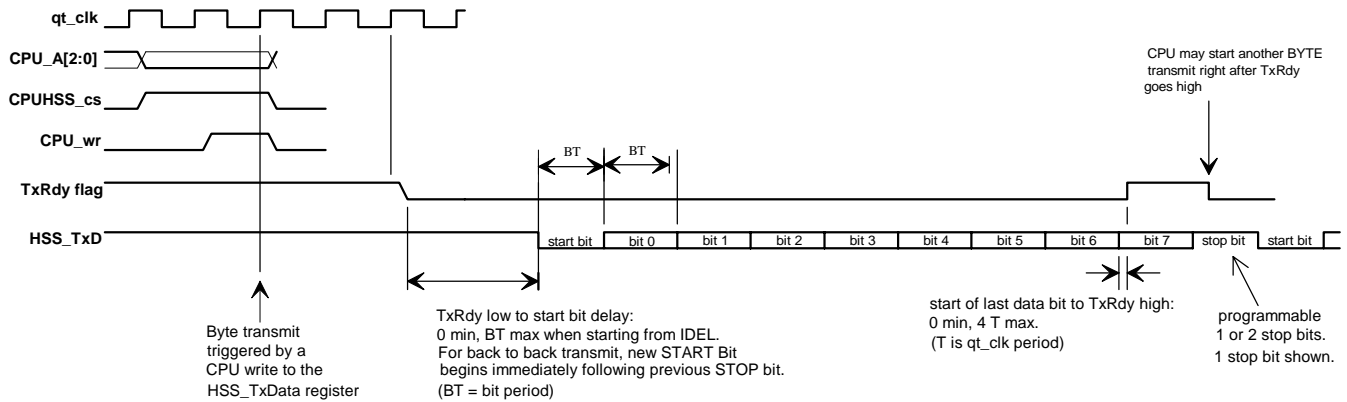 qt_clk
CPU_A[2:0]
CPUHSS_cs
CPU_wr
TxRdy flag
HSS_TxD
CPU may start another BYTE
transmit right after TxRdy
goes high
BT
BT
start bit
bit 0
bit 1
bit 2
bit 3
bit 4
bit 5
bit 6
bit 7
stop bit
start bit
Byte transmit
triggered by a
CPU write to the
HSS_TxData register
TxRdy low to start bit delay:
0 min, BT max when starting from IDEL.
For back to back transmit, new START Bit
begins immediately following previous STOP bit.
(BT = bit period)
start of last data bit to TxRdy high:
0 min, 4 T max.
(T is qt_clk period)
programmable
1 or 2 stop bits.
1 stop bit shown.